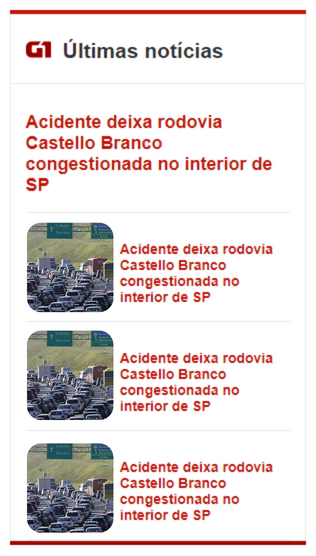 G1 Últimas notícias
Acidente deixa rodovia
Castello Branco
congestionada no interior de
SP
Acidente deixa rodovia
Castello Branco
congestionada no
interior de SP
Acidente deixa rodovia
Castello Branco
congestionada no
interior de SP
Acidente deixa rodovia
Castello Branco
congestionada no
interior de SP